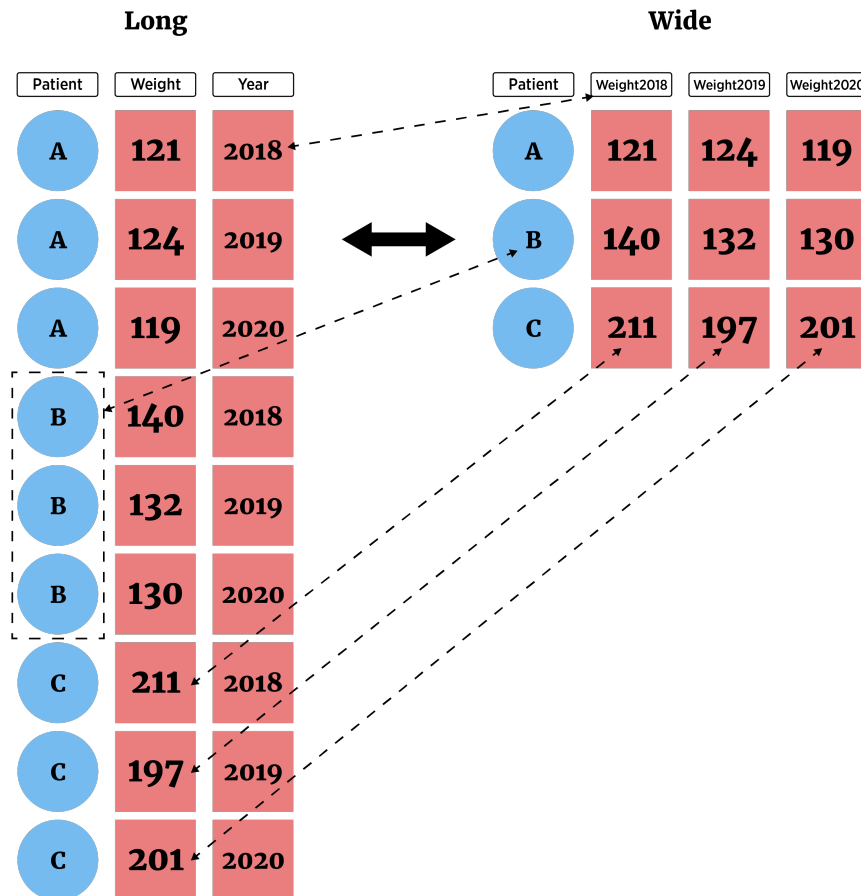 Long Wide
Patient Weight Year Patient Weight2018 Weight2019 Weight2020
A 121 2018 A 121 124 119
A 124 2019 B 140 132 130
A 119 2020 C 211 197 201
B 140 2018
B 132 2019
B 130 2020
C 211 2018
C 197 2019
C 201 2020